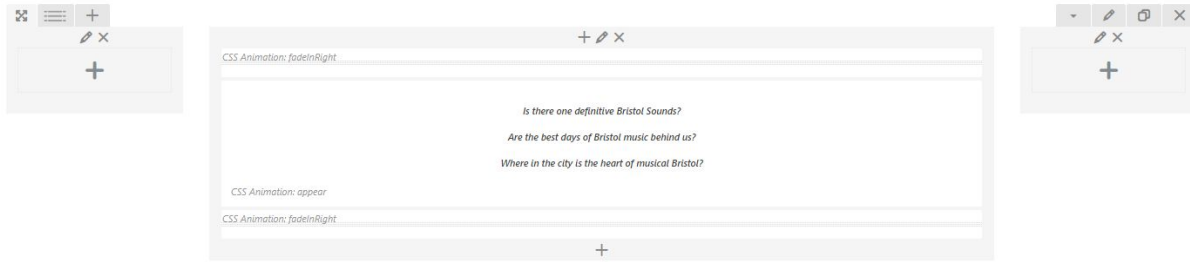 CSS Animation: fadeInRight
Is there one definitive Bristol Sounds?
Are the best days of Bristol music behind us?
Where in the city is the heart of musical Bristol?
CSS Animation: appear
CSS Animation: fadeInRight